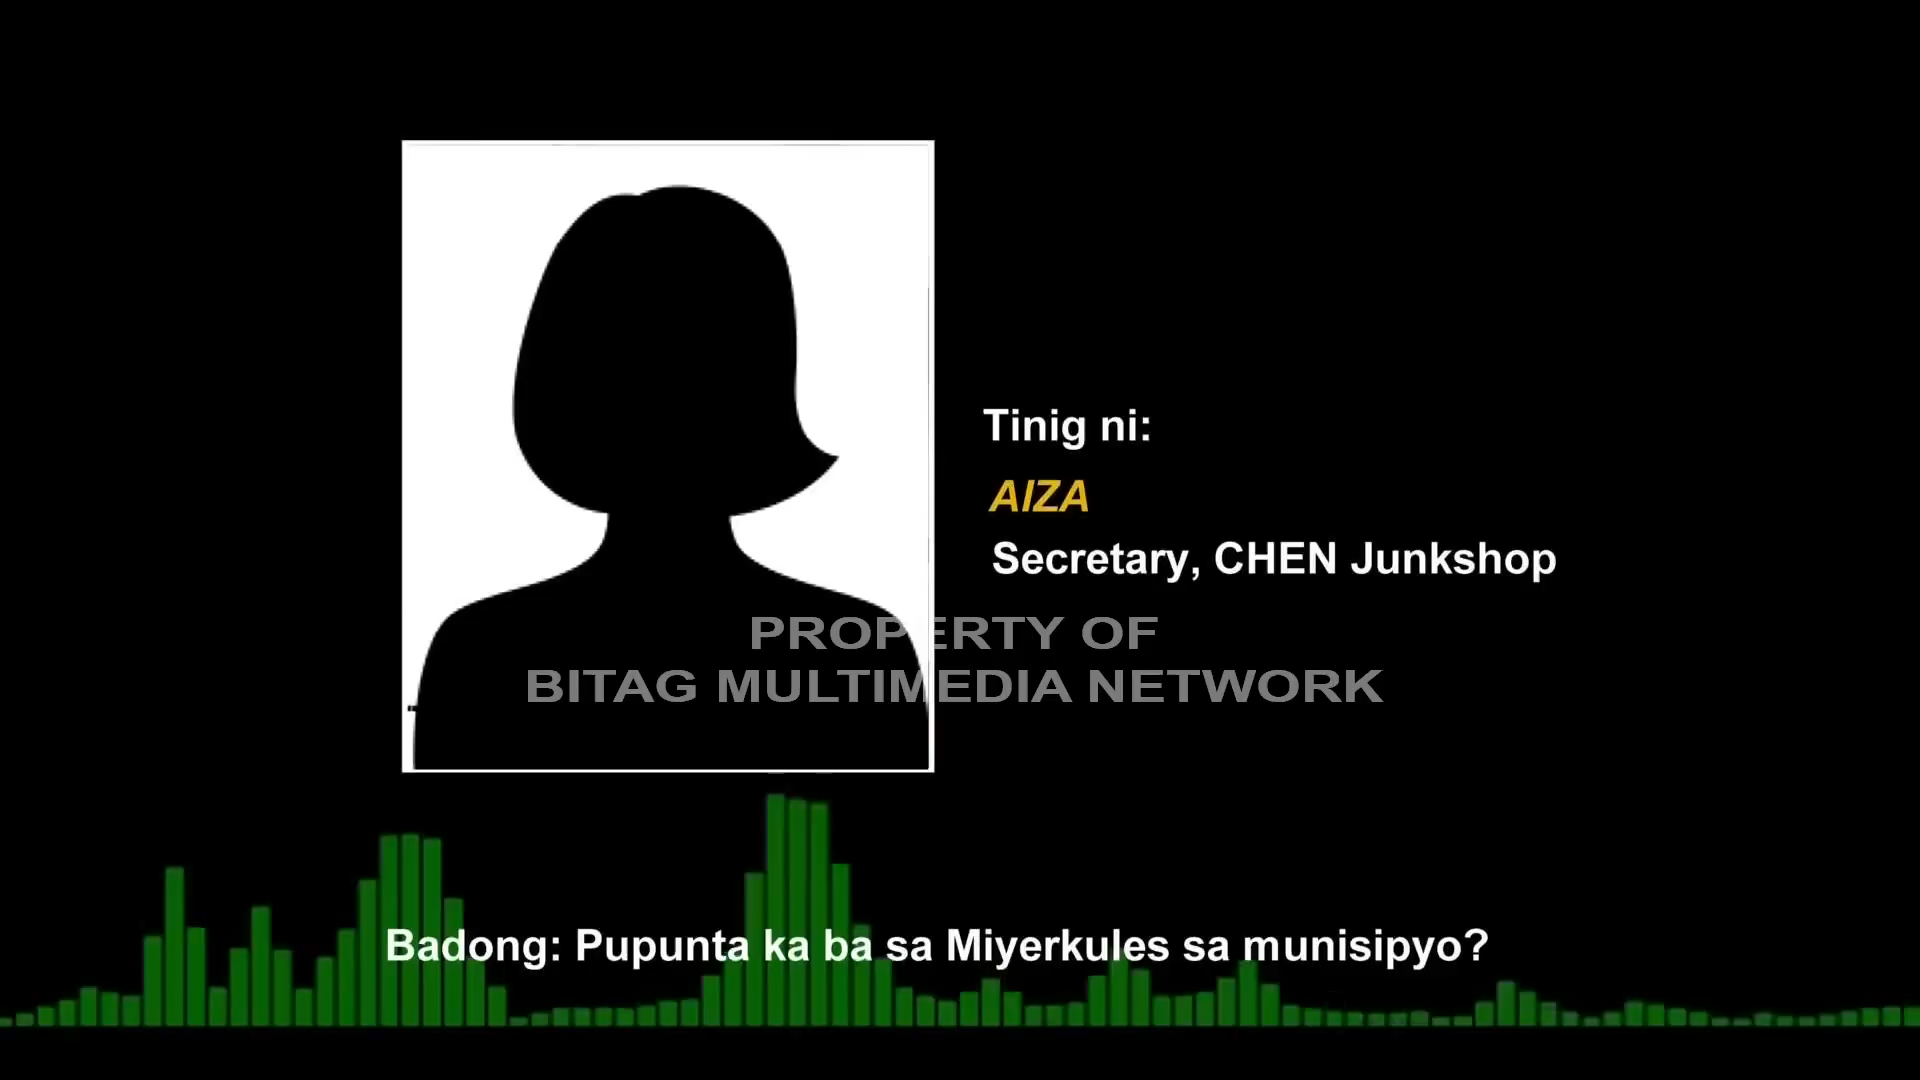 Tinig ni:
AIZA
Secretary, CHEN Junkshop
PROPERTY OF
BITAG MULTIMEDIA NETWORK
Badong: Pupunta ka ba sa Miyerkules sa munisipyo?